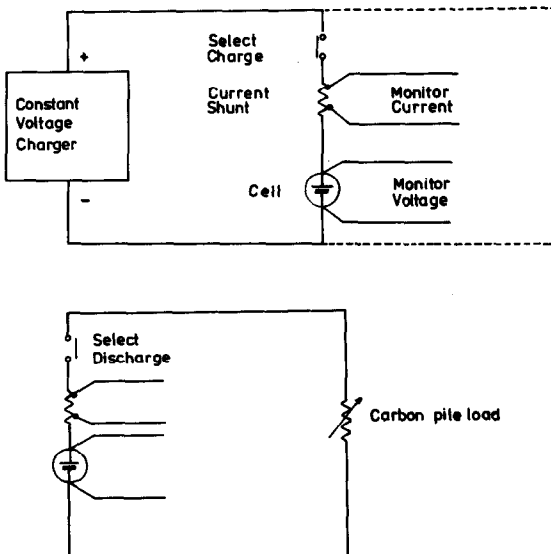 Select
Charge
+
Constant
Voltage
Charger
Current
Shunt
Monitor
Current
-
Cell
Monitor
Voltage
Select
Discharge
Carbon pile load